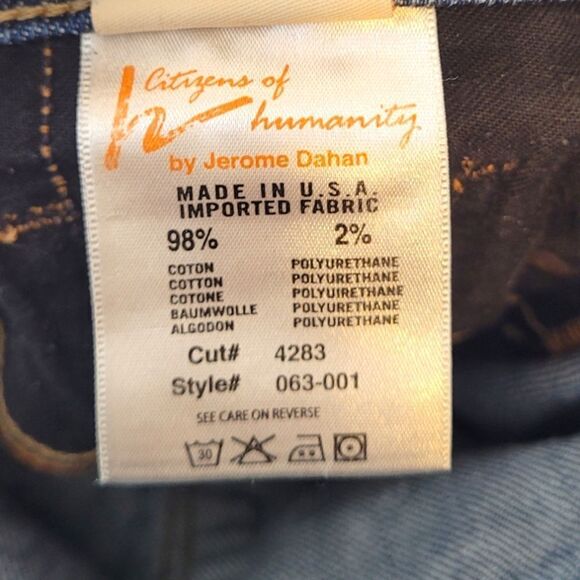 Citizens of
humanity
by Jerome Dahan
MADE IN U.S.A.
IMPORTED FABRIC
98% 2%
COTON POLYURETHANE
COTTON POLYURETHANE
COTONE POLYUIRETHANE
BAUMWOLLE POLYURETHANE
ALGODON POLYURETHANE
Cut# 4283
Style# 063-001
SEE CARE ON REVERSE
30